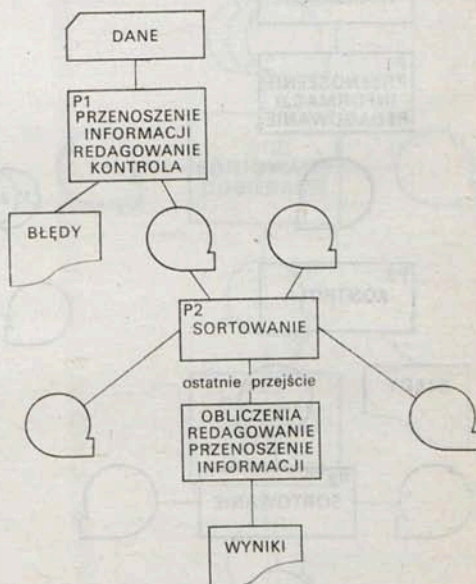 DANE
P1
PRZENOSZENIE
INFORMACJI
REDAGOWANIE
KONTROLA
BŁĘDY
P2
SORTOWANIE
ostatnie przejście
OBLICZENIA
REDAGOWANIE
PRZENOSZENIE
INFORMACJI
WYNIKI